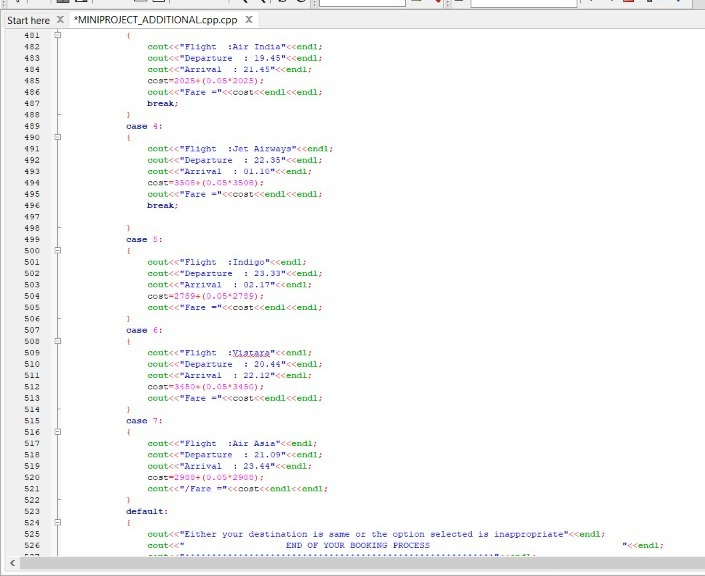 Start here X *MINIPROJECT_ADDITIONAL.cpp.cpp X
481 {
482 cout<<"Flight  :Air India"<<endl;
483 cout<<"Departure  : 19.45"<<endl;
484 cout<<"Arrival  : 21.45"<<endl;
485 cost=2025+(0.05*2025);
486 cout<<"Fare ="<<cost<<endl<<endl;
487 break;
488 }
489 case 4:
490 {
491 cout<<"Flight  :Jet Airways"<<endl;
492 cout<<"Departure  : 22.35"<<endl;
493 cout<<"Arrival  : 01.10"<<endl;
494 cost=3508+(0.05*3508);
495 cout<<"Fare ="<<cost<<endl<<endl;
496 break;
497
498 }
499 case 5:
500 {
501 cout<<"Flight  :Indigo"<<endl;
502 cout<<"Departure  : 23.33"<<endl;
503 cout<<"Arrival  : 02.17"<<endl;
504 cost=2789+(0.05*2789);
505 cout<<"Fare ="<<cost<<endl<<endl;
506 }
507 case 6:
508 {
509 cout<<"Flight  :Vistara"<<endl;
510 cout<<"Departure  : 20.44"<<endl;
511 cout<<"Arrival  : 22.12"<<endl;
512 cost=3450+(0.05*3450);
513 cout<<"Fare ="<<cost<<endl<<endl;
514 }
515 case 7:
516 {
517 cout<<"Flight  :Air Asia"<<endl;
518 cout<<"Departure  : 21.09"<<endl;
519 cout<<"Arrival  : 23.44"<<endl;
520 cost=2988+(0.05*2988);
521 cout<<"/Fare ="<<cost<<endl<<endl;
522 }
523 default:
524 {
525 cout<<"Either your destination is same or the option selected is inappropriate"<<endl;
526 cout<<"                    END OF YOUR BOOKING PROCESS                                        "<<endl;